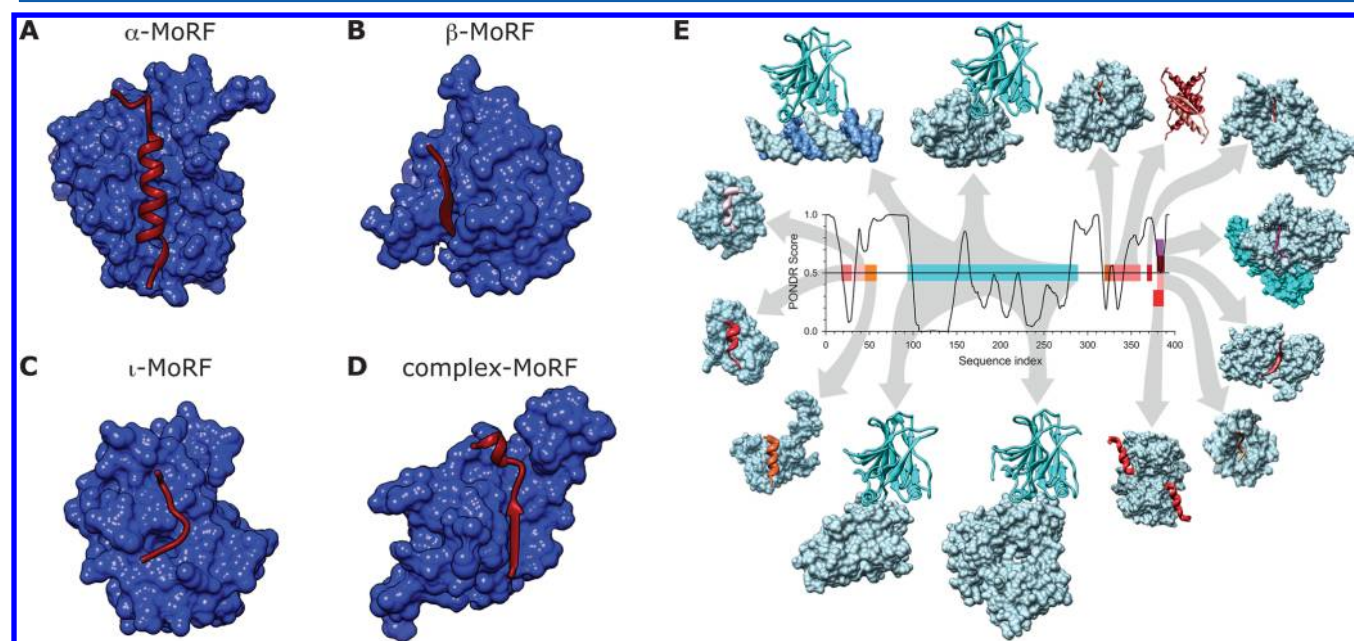 A
α-MoRF
B
β-MoRF
C
ι-MoRF
D
complex-MoRF
E
PONDR Score
1.0
0.5
0.0
0
50
100
150
200
250
300
350
400
Sequence index